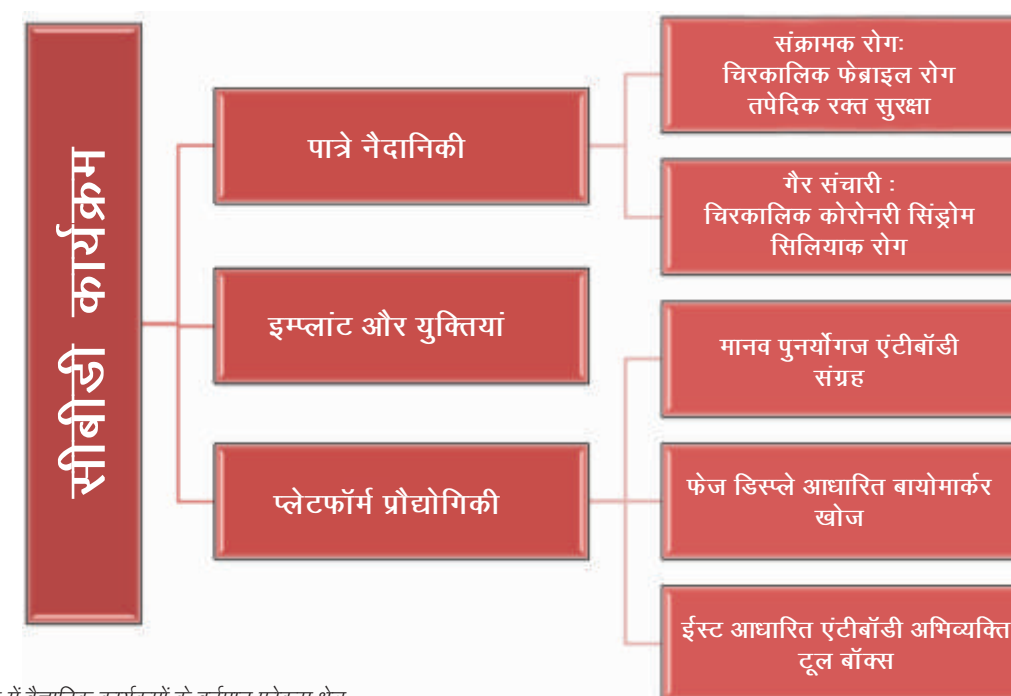 सीबीडी कार्यक्रम
पात्रे नैदानिकी
इम्प्लांट और युक्तियां
प्लेटफॉर्म प्रौद्योगिकी
संक्रामक रोगः
चिरकालिक फेब्राइल रोग
तपेदिक रक्त सुरक्षा
गैर संचारी :
चिरकालिक कोरोनरी सिंड्रोम
सिलियाक रोग
मानव पुनर्योगज एंटीबॉडी
संग्रह
फेज डिस्प्ले आधारित बायोमार्कर
खोज
ईस्ट आधारित एंटीबॉडी अभिव्यक्ति
टूल बॉक्स